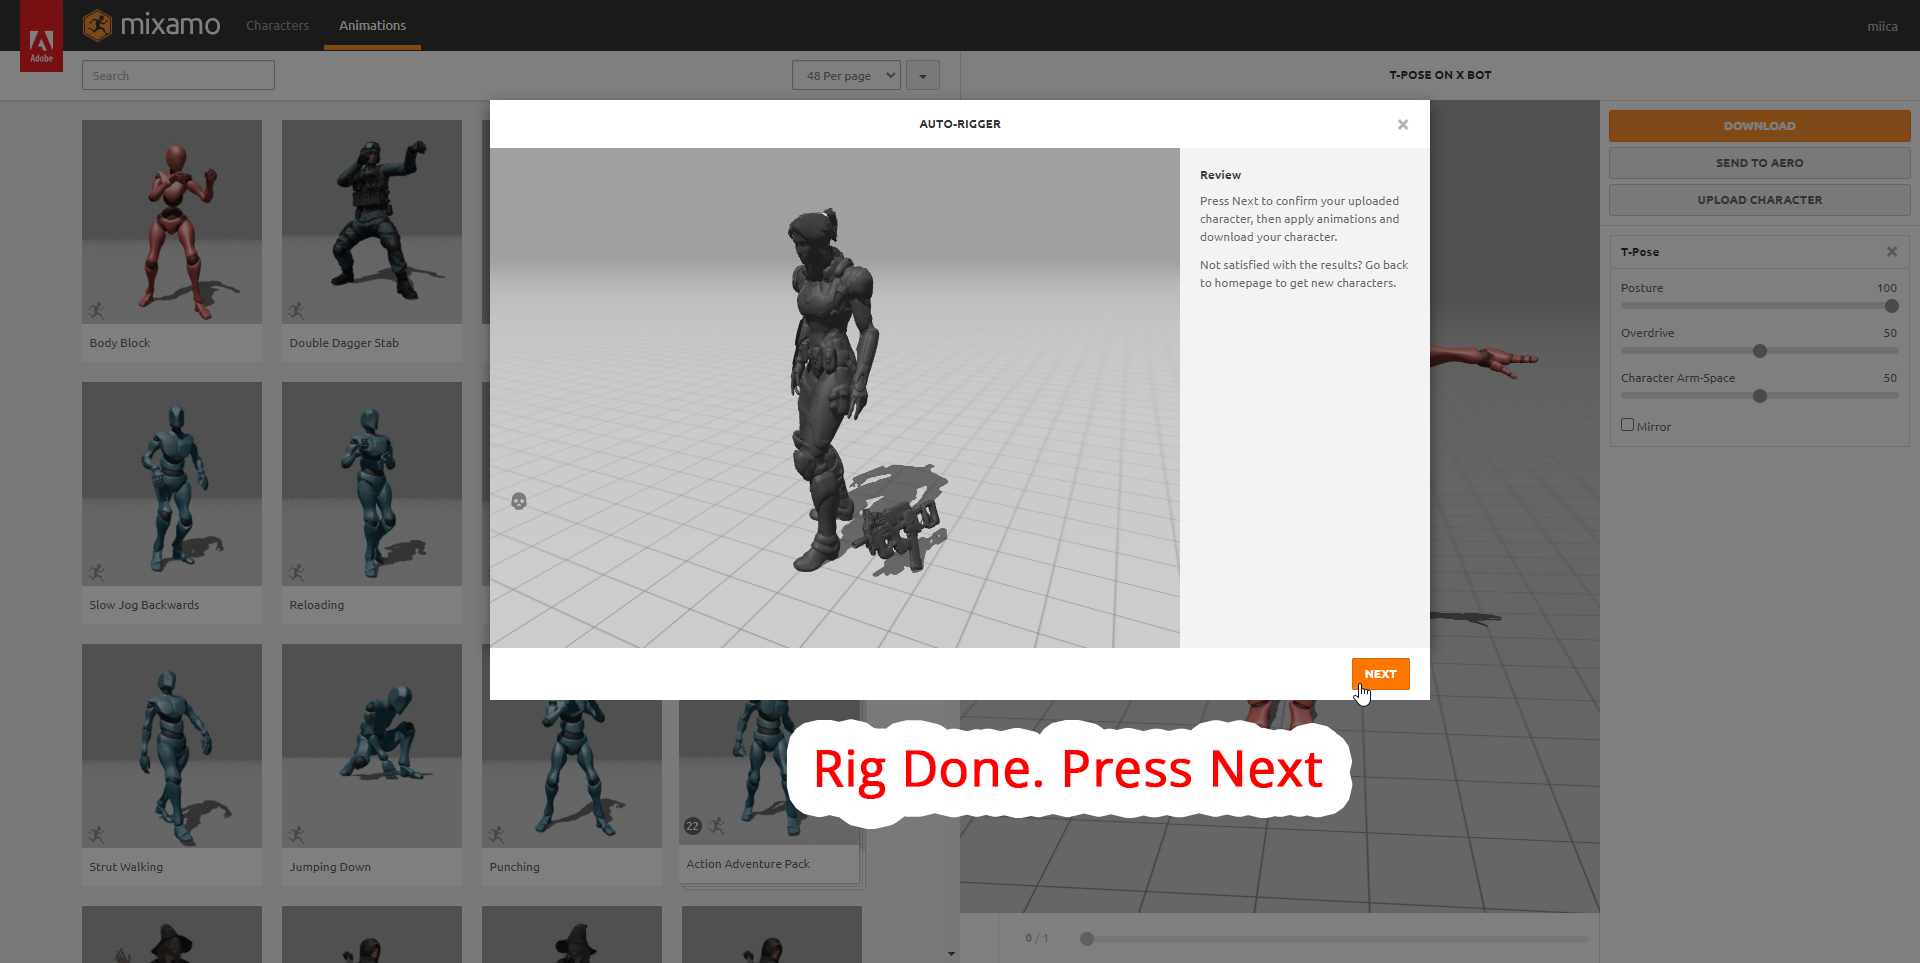 Adobe
mixamo
Characters
Animations
miica
Search
48 Per page
T-POSE ON X BOT
AUTO-RIGGER
Review
Press Next to confirm your uploaded
character, then apply animations and
download your character.
Not satisfied with the results? Go back
to homepage to get new characters.
NEXT
Rig Done. Press Next
Body Block
Double Dagger Stab
Slow Jog Backwards
Reloading
Strut Walking
Jumping Down
Punching
22
Action Adventure Pack
DOWNLOAD
SEND TO AERO
UPLOAD CHARACTER
T-Pose
Posture 100
Overdrive 50
Character Arm-Space 50
Mirror
0 / 1